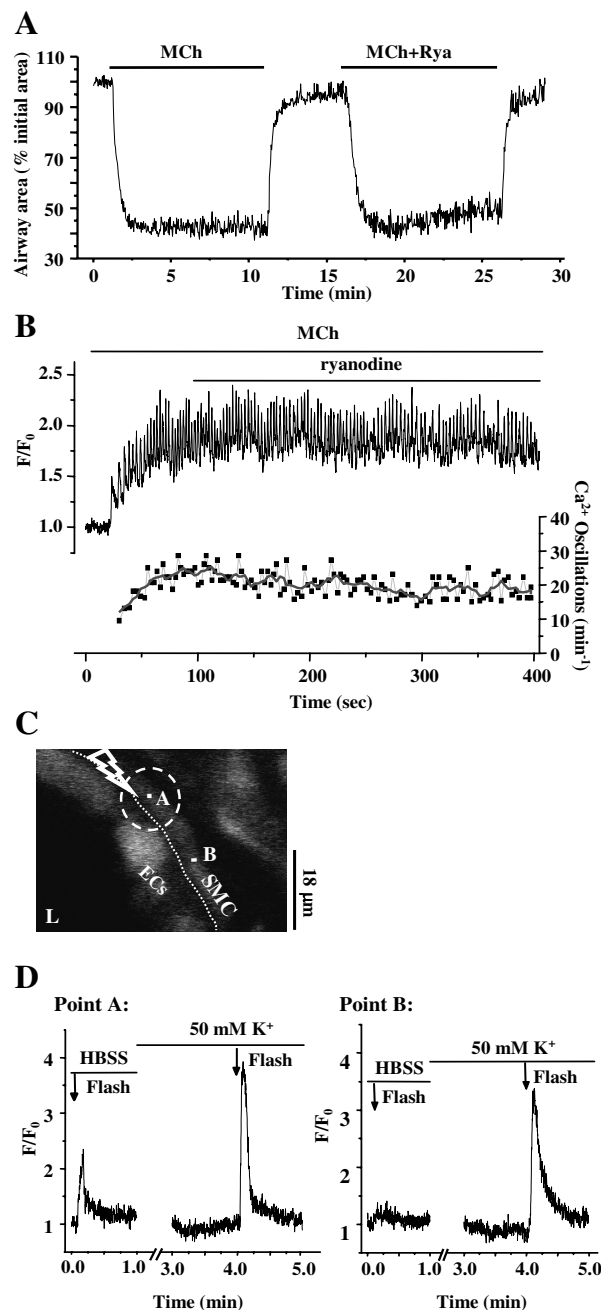 A
MCh
MCh+Rya
Airway area (% initial area)
110
90
70
50
30
0
5
10
15
20
25
30
Time (min)
B
MCh
ryanodine
F/F0
2.5
2.0
1.5
1.0
Ca2+ Oscillations (min-1)
40
30
20
10
0
0
100
200
300
400
Time (sec)
C
A
B
ECs
SMC
L
18 µm
D
Point A:
Point B:
HBSS
Flash
50 mM K+
Flash
F/F0
4
3
2
1
0.0
1.0
3.0
4.0
5.0
Time (min)
HBSS
Flash
50 mM K+
Flash
F/F0
4
3
2
1
0.0
1.0
3.0
4.0
5.0
Time (min)